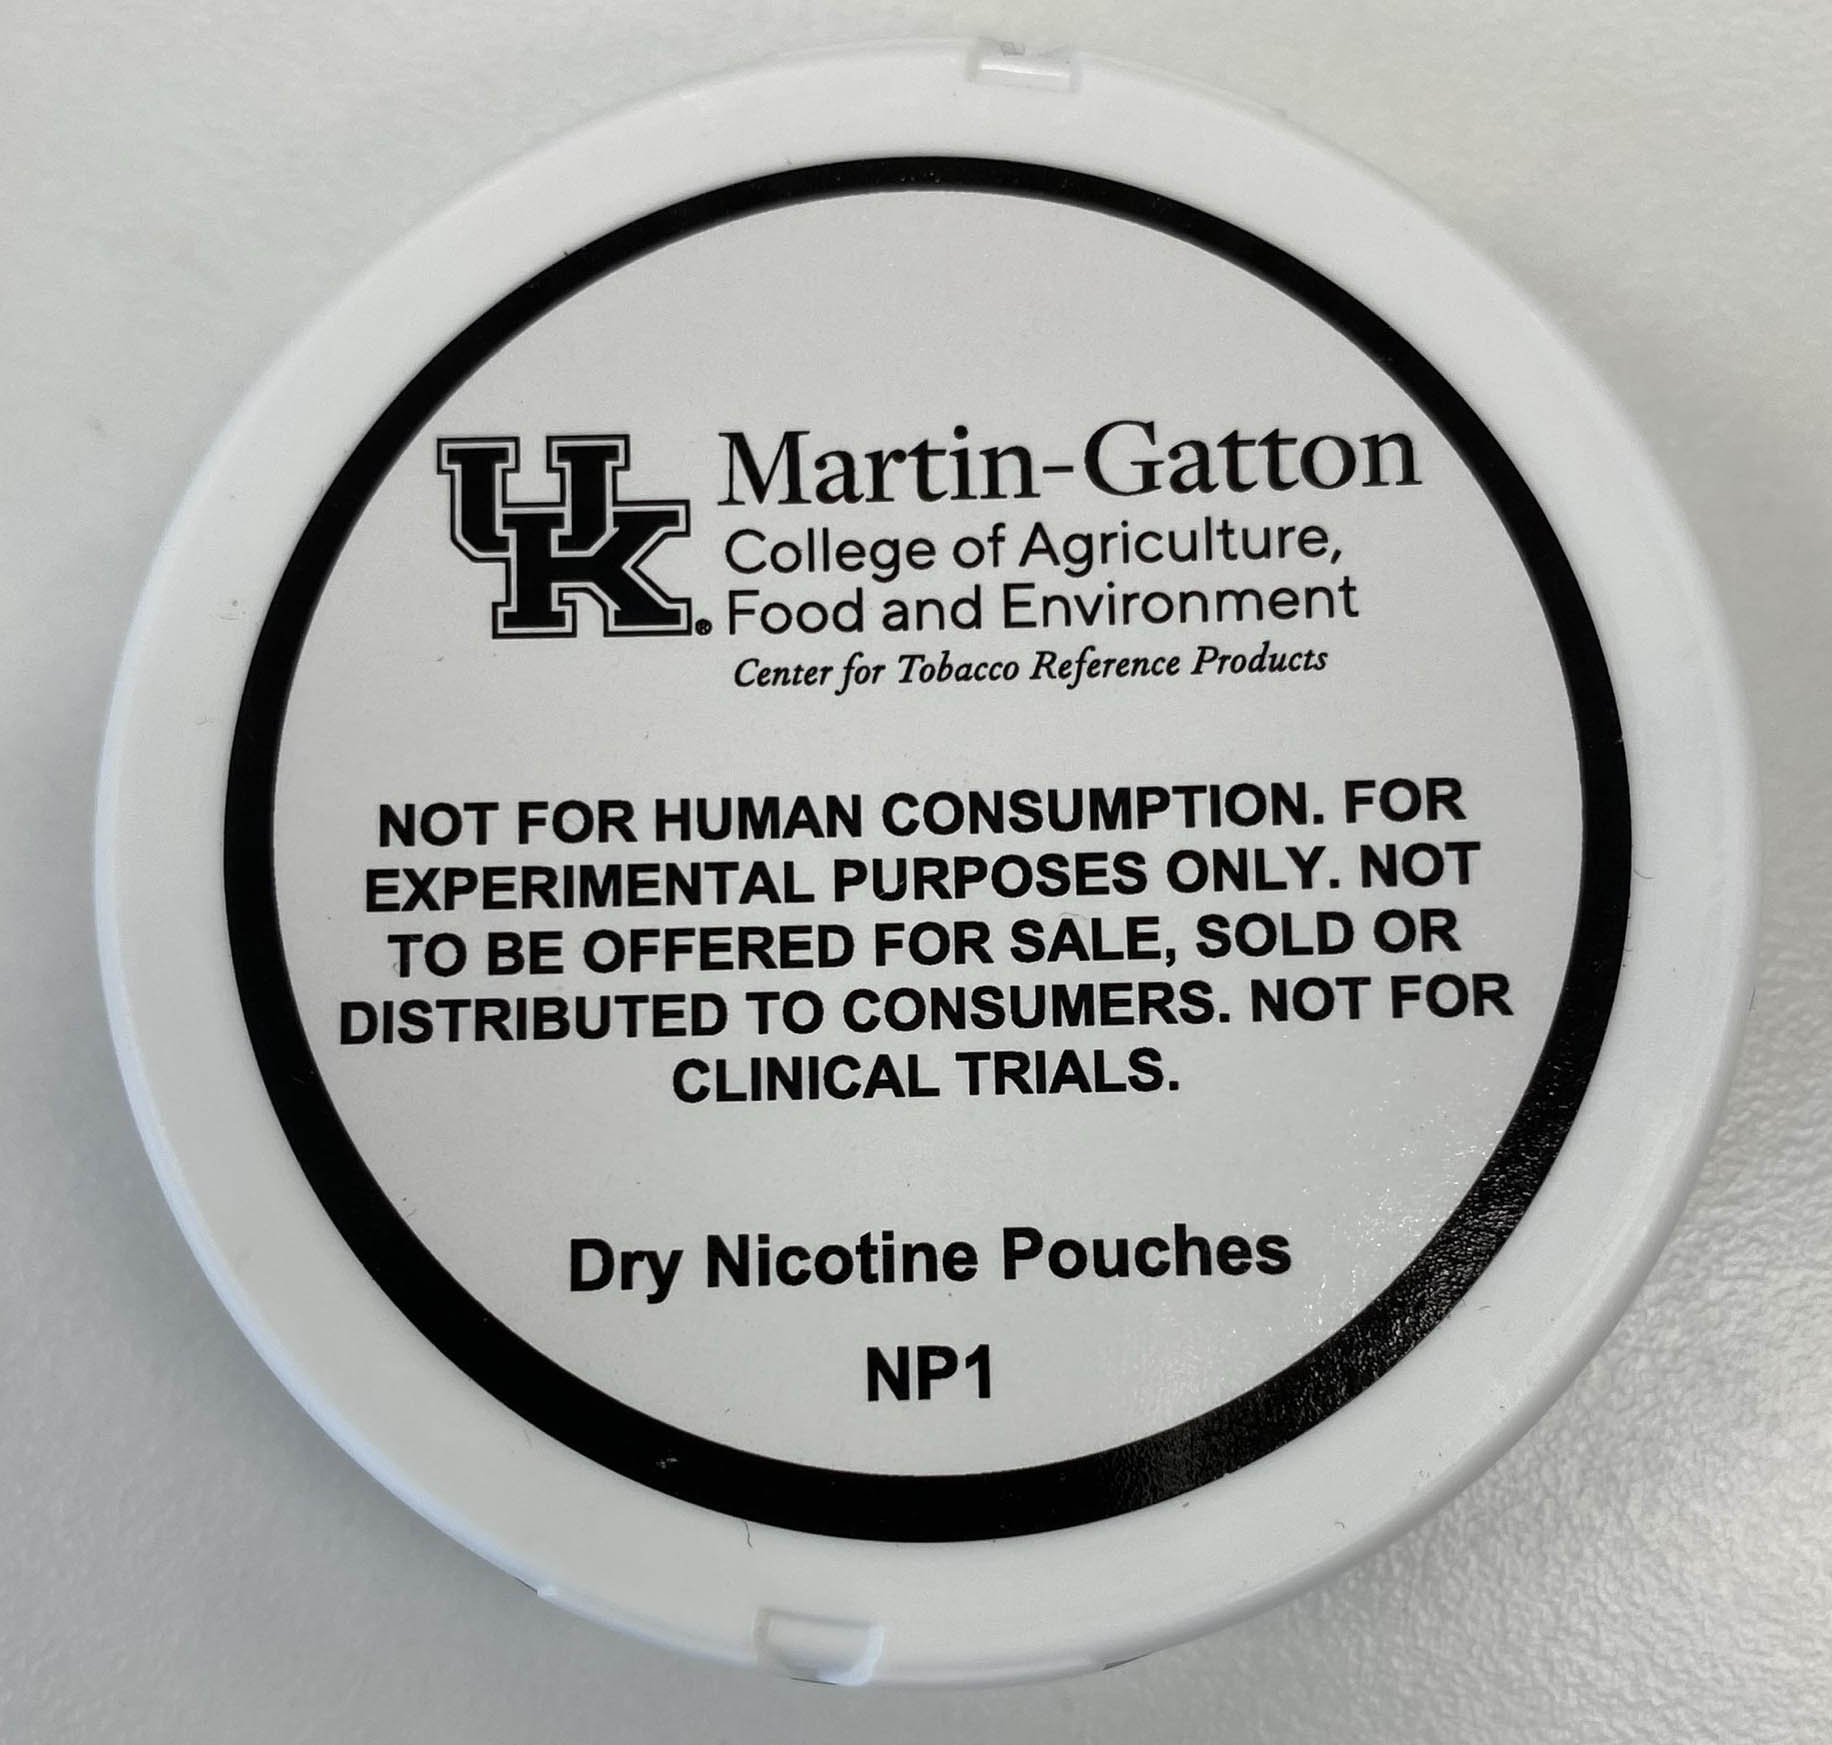 UK® Martin-Gatton
College of Agriculture,
Food and Environment
Center for Tobacco Reference Products
NOT FOR HUMAN CONSUMPTION. FOR
EXPERIMENTAL PURPOSES ONLY. NOT
TO BE OFFERED FOR SALE, SOLD OR
DISTRIBUTED TO CONSUMERS. NOT FOR
CLINICAL TRIALS.
Dry Nicotine Pouches
NP1